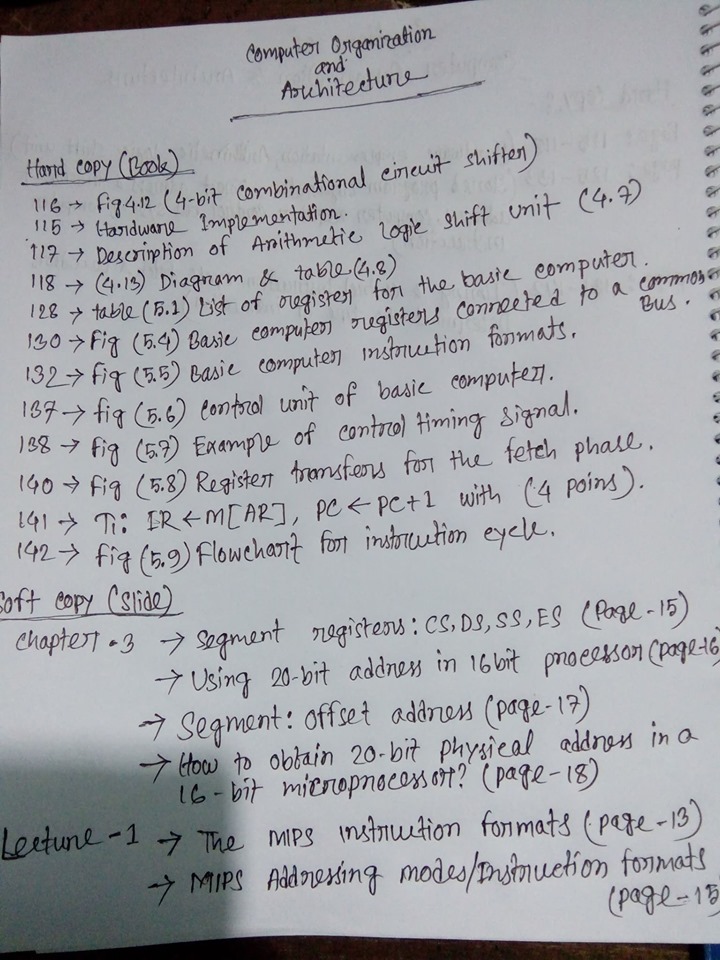 Computer Organization
and
Architecture
Hard copy (Book)
116 → Fig 4.12 (4-bit combinational circuit shifter)
115 → Hardware Implementation.
117 → Description of Arithmetic logic shift unit (4.7)
118 → (4.13) Diagram & table (4.8)
128 → table (5.1) List of register for the basic computer.
130 → Fig (5.4) Basic computer registers connected to a common
Bus.
132 → Fig (5.5) Basic computer instruction formats.
137 → fig (5.6) control unit of basic computer.
138 → Fig (5.7) Example of control timing signal.
140 → Fig (5.8) Register transfers for the fetch phase.
141 → T1: IR ← M[AR], PC ← PC+1 with (4 poins).
142 → Fig (5.9) Flowchart for instrcution cycle.
Soft copy (Slide)
Chapter - 3 → Segment registers: CS, DS, SS, ES (Page-15)
→ Using 20-bit address in 16bit processor (page-16)
→ Segment: offset address (page-17)
→ How to obtain 20-bit physical address in a
16-bit microprocessor? (page-18)
Lecture - 1 → The MIPS instruction formats (page-13)
→ MIPS Addressing modes/Instruction formats
(page-15